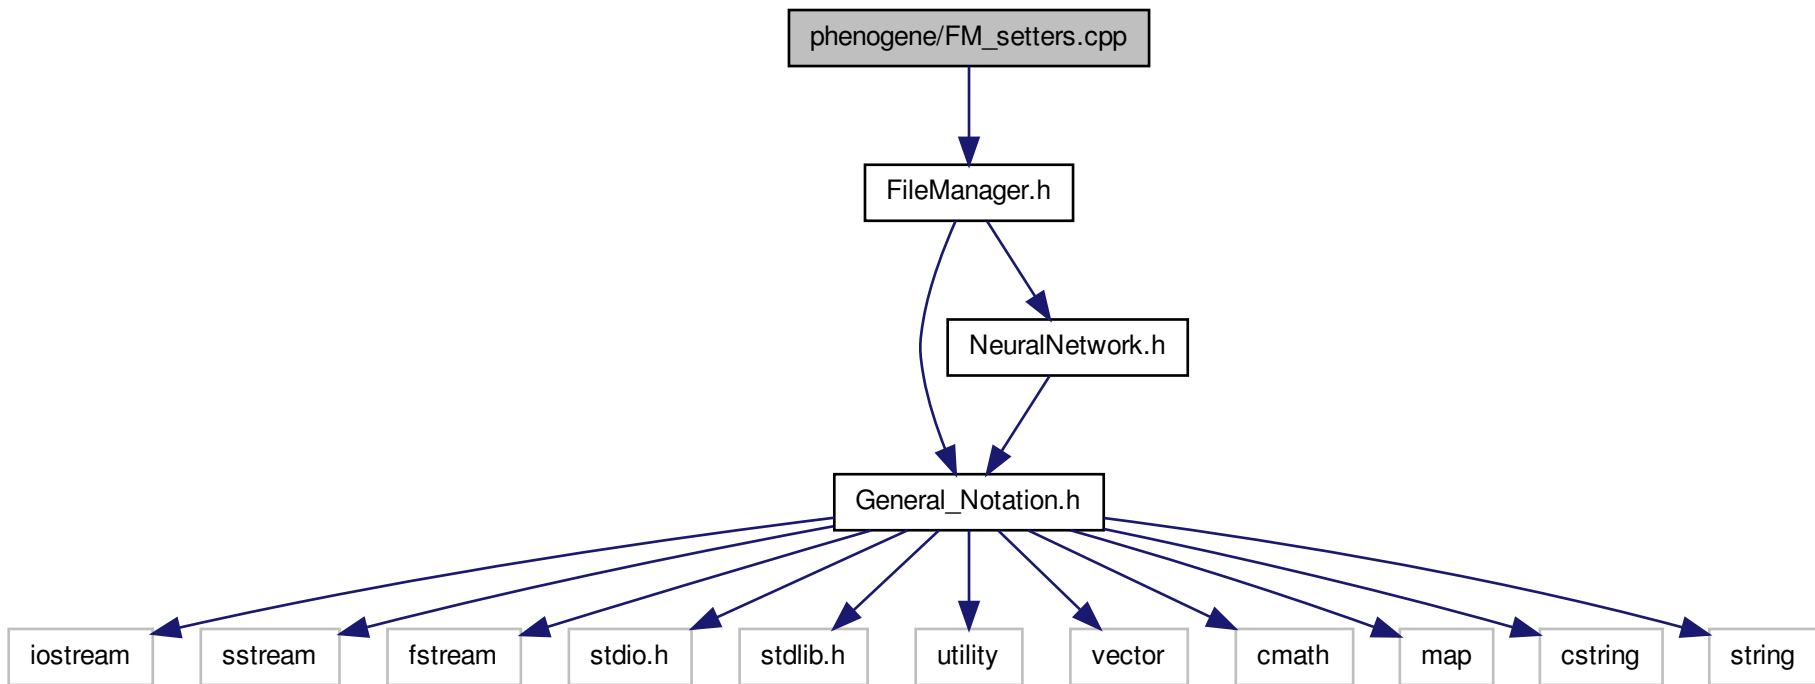 phenogene/FM_setters.cpp
FileManager.h
NeuralNetwork.h
General_Notation.h
iostream
sstream
fstream
stdio.h
stdlib.h
utility
vector
cmath
map
cstring
string